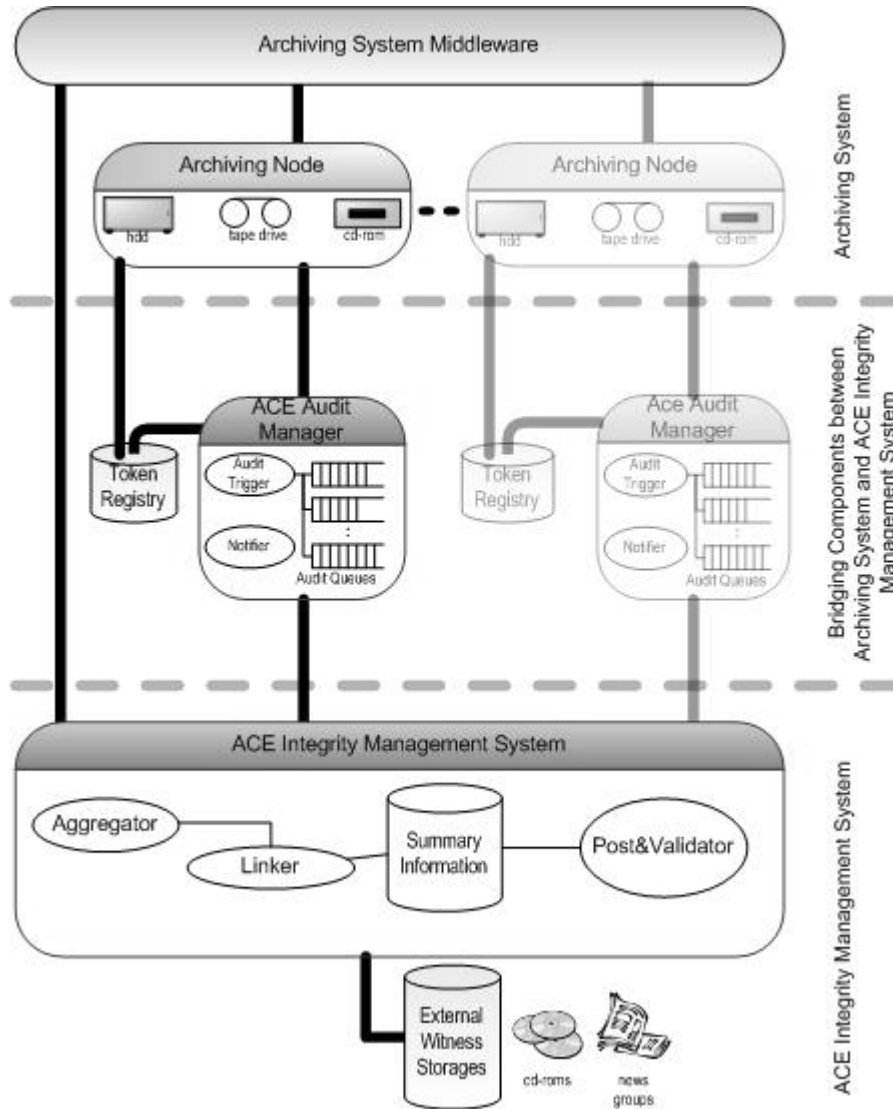 Archiving System Middleware
Archiving System
Archiving Node
hdd
tape drive
cd-rom
Archiving Node
hdd
tape drive
cd-rom
Bridging Components between
Archiving System and ACE Integrity
Management System
ACE Audit
Manager
Token
Registry
Audit
Trigger
Notifier
:
Audit Queues
Ace Audit
Manager
Token
Registry
Audit
Trigger
Notifier
:
Audit Queues
ACE Integrity Management System
ACE Integrity Management System
Aggregator
Linker
Summary
Information
Post&Validator
External
Witness
Storages
cd-roms
news
groups